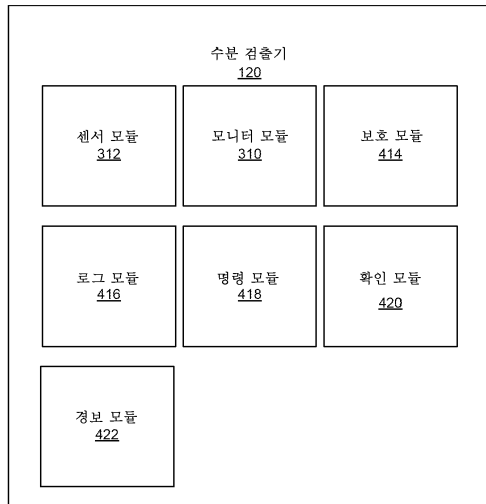 수분 검출기
120
센서 모듈
312
모니터 모듈
310
보호 모듈
414
로그 모듈
416
명령 모듈
418
확인 모듈
420
경보 모듈
422